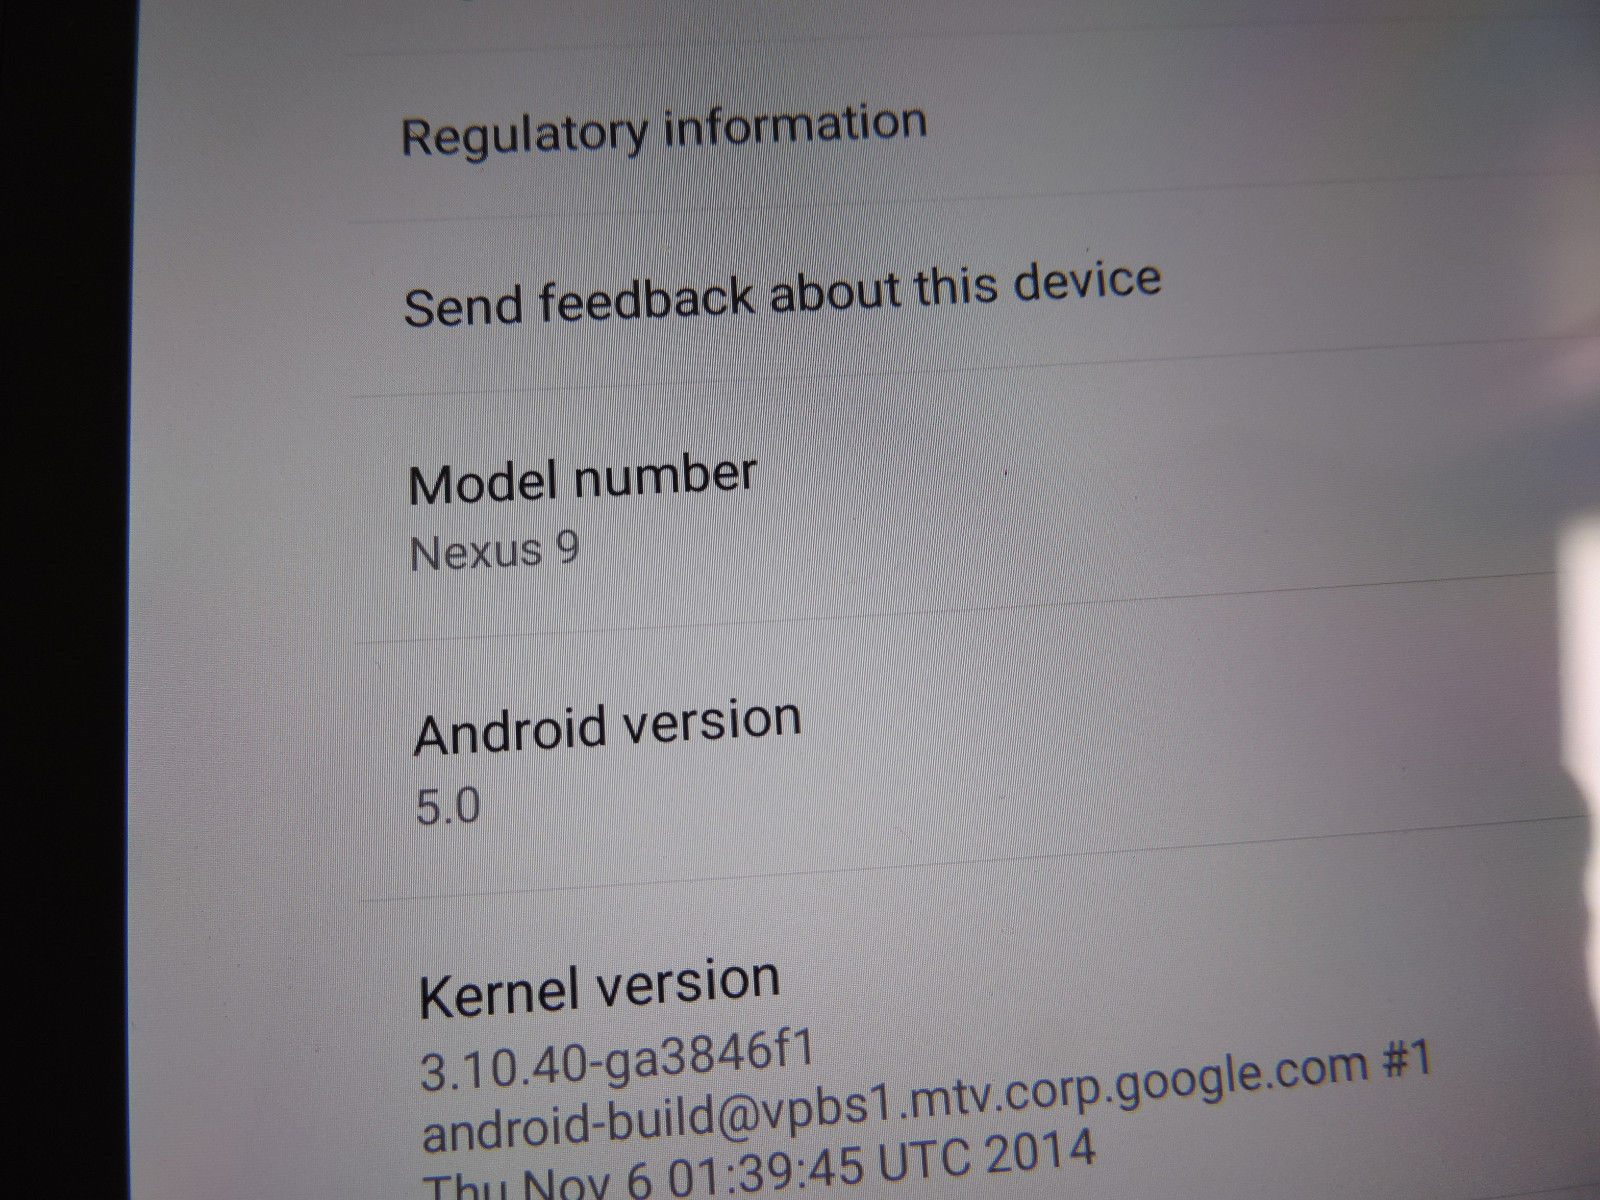 Regulatory information
Send feedback about this device
Model number
Nexus 9
Android version
5.0
Kernel version
3.10.40-ga3846f1
android-build@vpbs1.mtv.corp.google.com #1
Thu Nov 6 01:39:45 UTC 2014